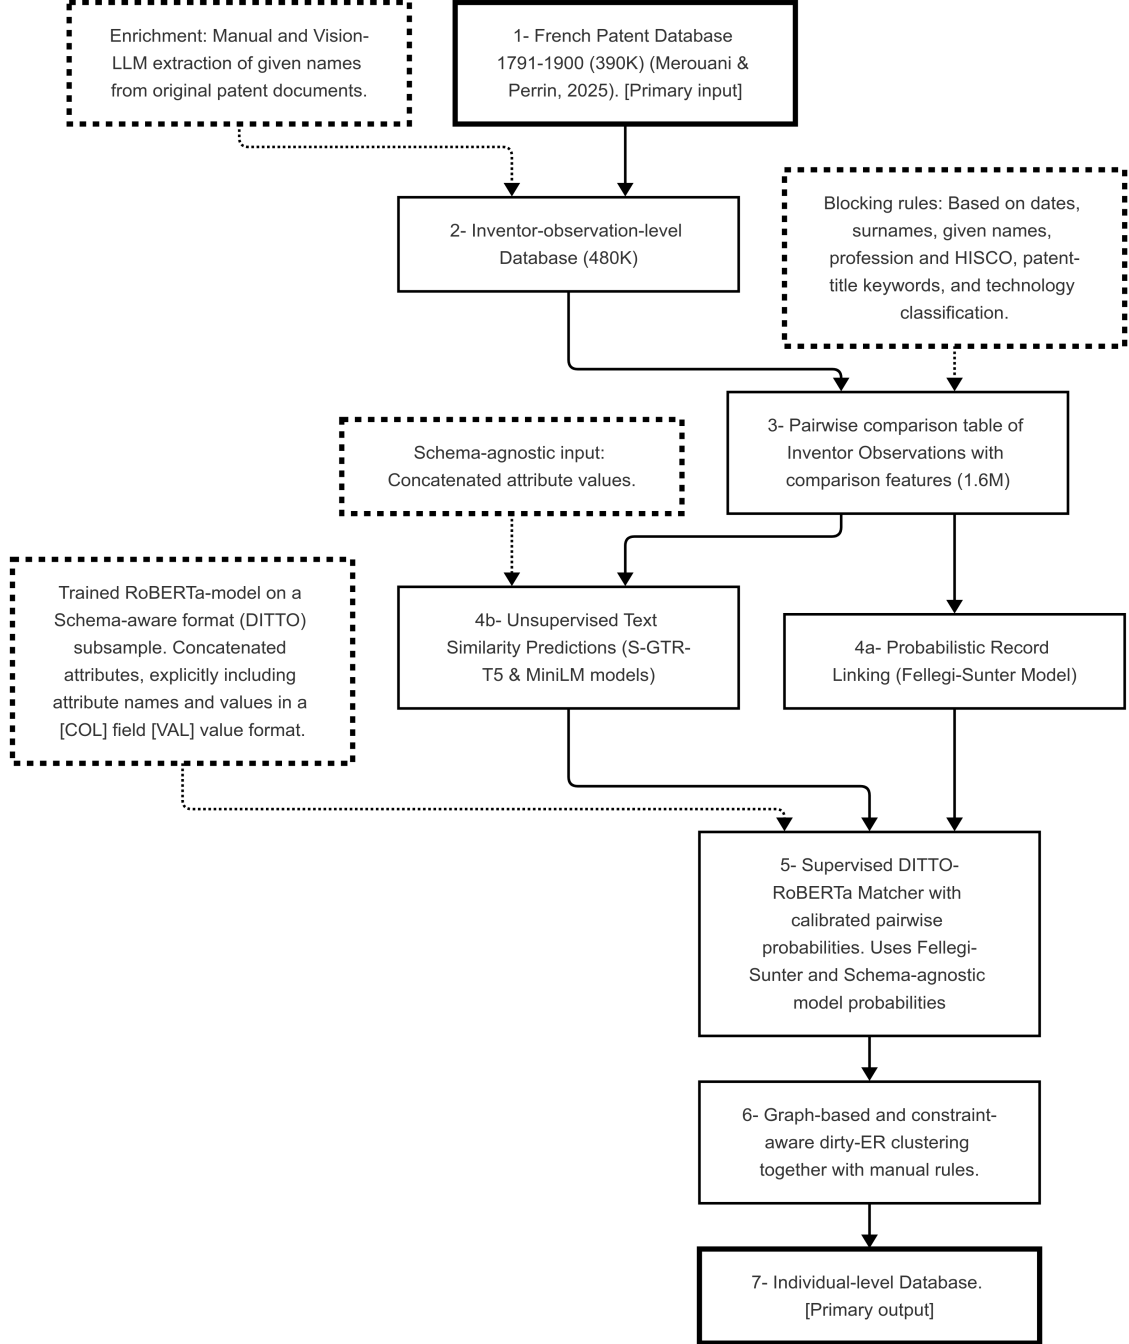 Enrichment: Manual and Vision-
LLM extraction of given names
from original patent documents.
1- French Patent Database
1791-1900 (390K) (Merouani &
Perrin, 2025). [Primary input]
2- Inventor-observation-level
Database (480K)
Blocking rules: Based on dates,
surnames, given names,
profession and HISCO, patent-
title keywords, and technology
classification.
3- Pairwise comparison table of
Inventor Observations with
comparison features (1.6M)
Schema-agnostic input:
Concatenated attribute values.
Trained RoBERTa-model on a
Schema-aware format (DITTO)
subsample. Concatenated
attributes, explicitly including
attribute names and values in a
[COL] field [VAL] value format.
4b- Unsupervised Text
Similarity Predictions (S-GTR-
T5 & MiniLM models)
4a- Probabilistic Record
Linking (Fellegi-Sunter Model)
5- Supervised DITTO-
RoBERTa Matcher with
calibrated pairwise
probabilities. Uses Fellegi-
Sunter and Schema-agnostic
model probabilities
6- Graph-based and constraint-
aware dirty-ER clustering
together with manual rules.
7- Individual-level Database.
[Primary output]